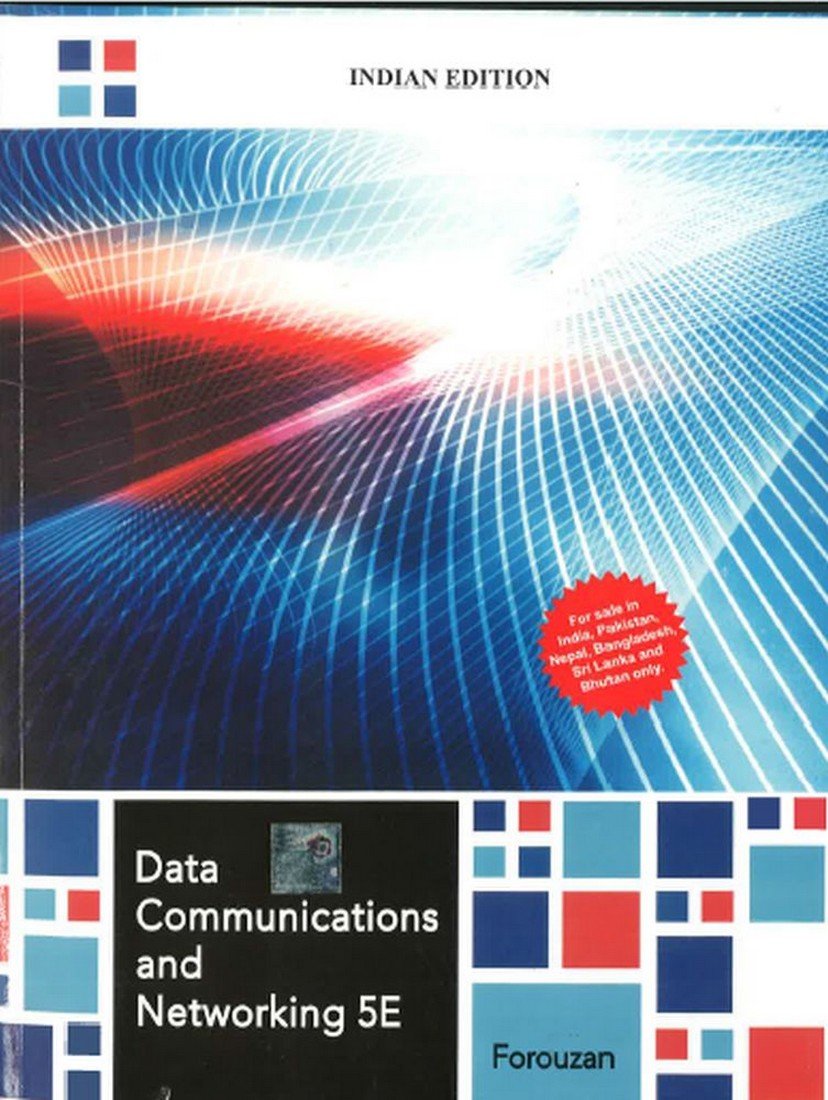 INDIAN EDITION
For sale in
India, Pakistan,
Nepal, Bangladesh,
Sri Lanka and
Bhutan only.
Data
Communications
and
Networking 5E
Forouzan